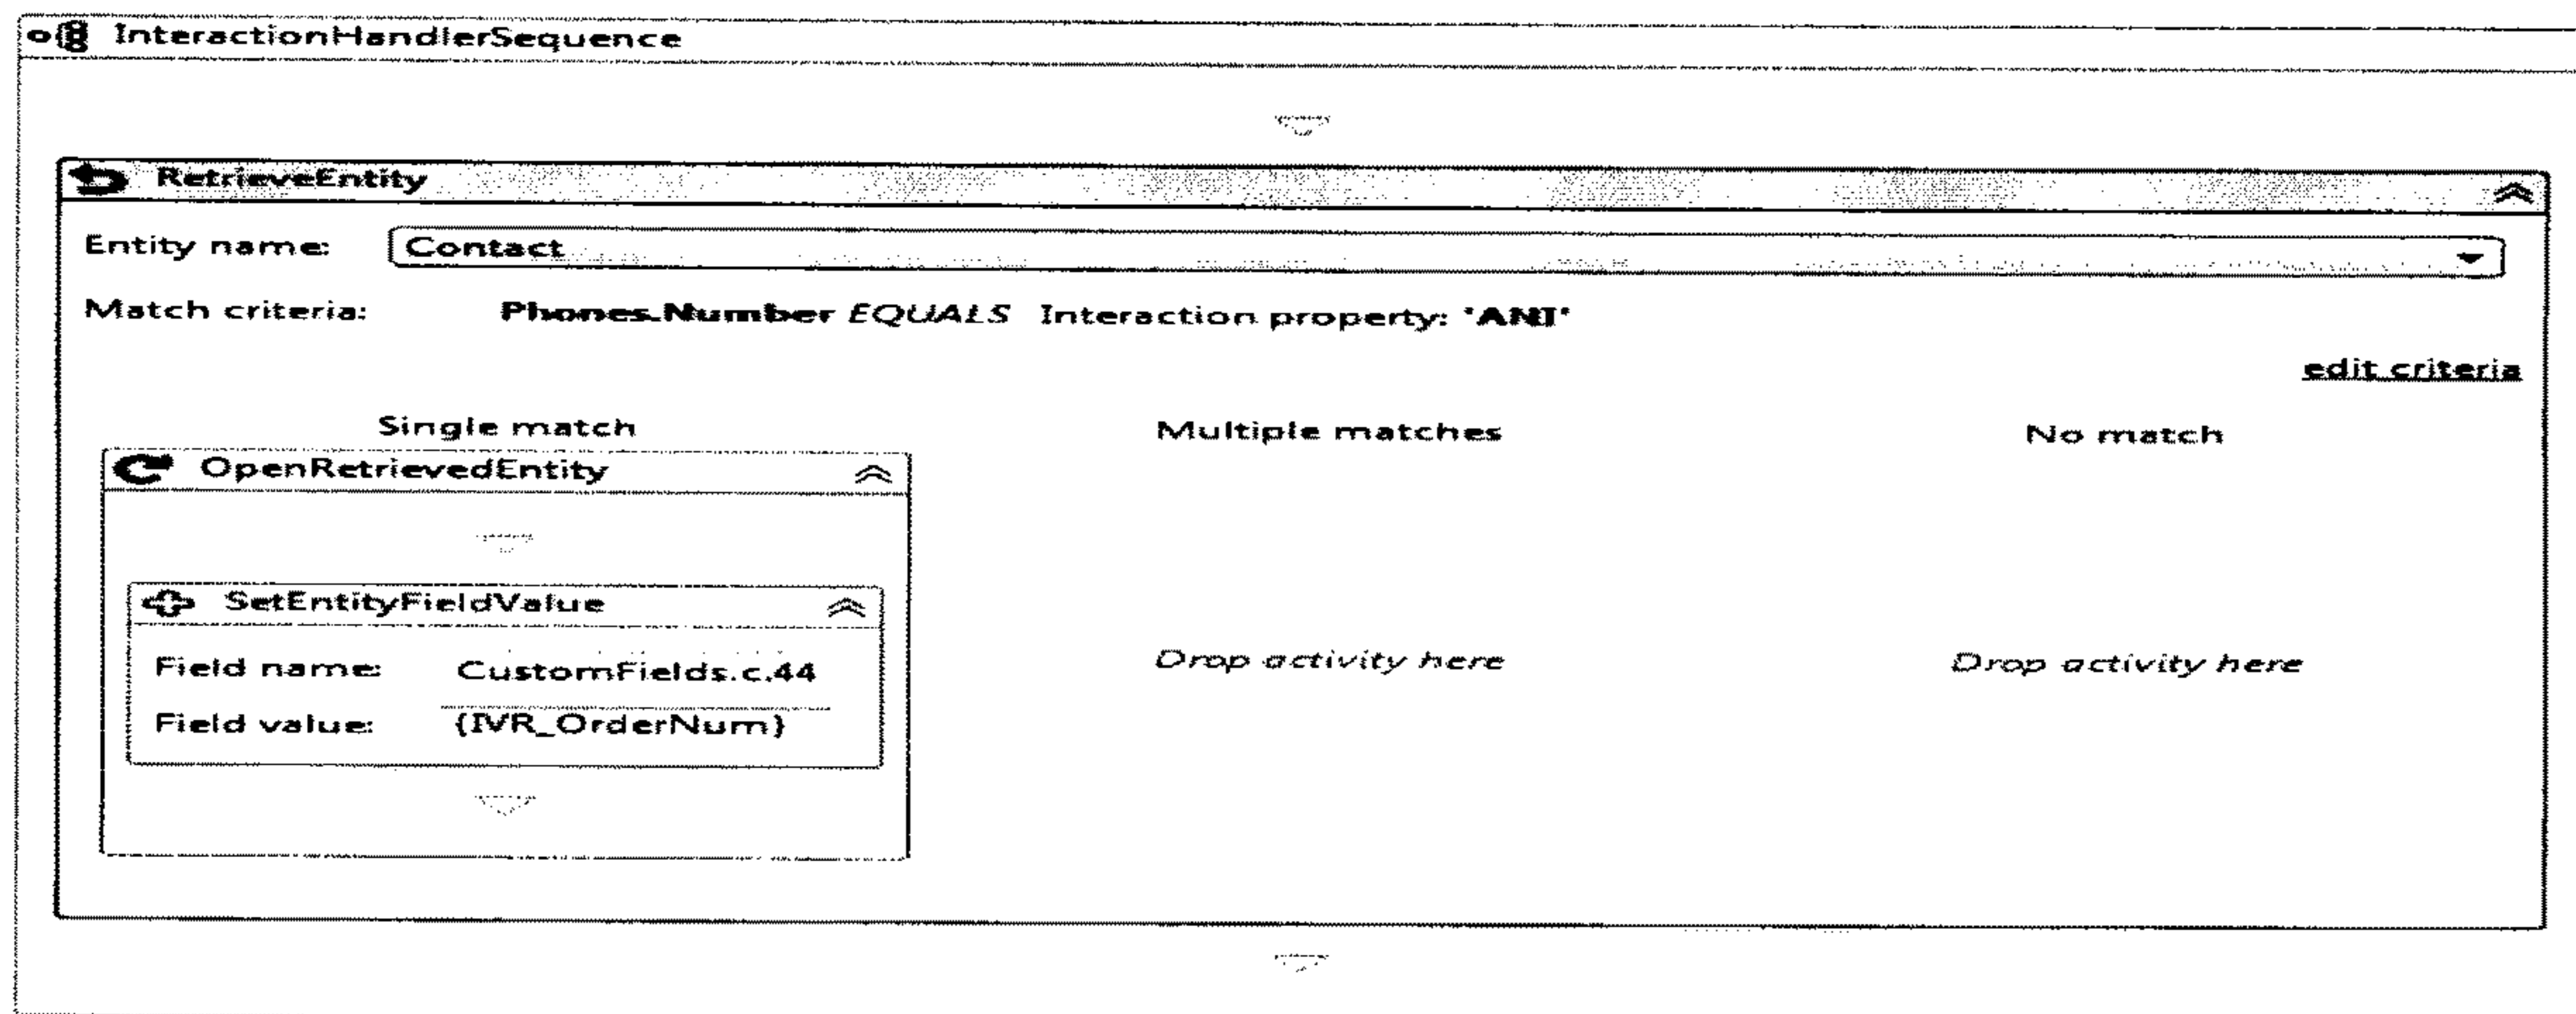 InteractionHandlerSequence
RetrieveEntity
Entity name: Contact
Match criteria: Phones.Number EQUALS Interaction property: 'ANI'
edit criteria
Single match Multiple matches No match
OpenRetrievedEntity
SetEntityFieldValue
Field name: CustomFields.c.44
Drop activity here Drop activity here
Field value: {IVR_OrderNum}